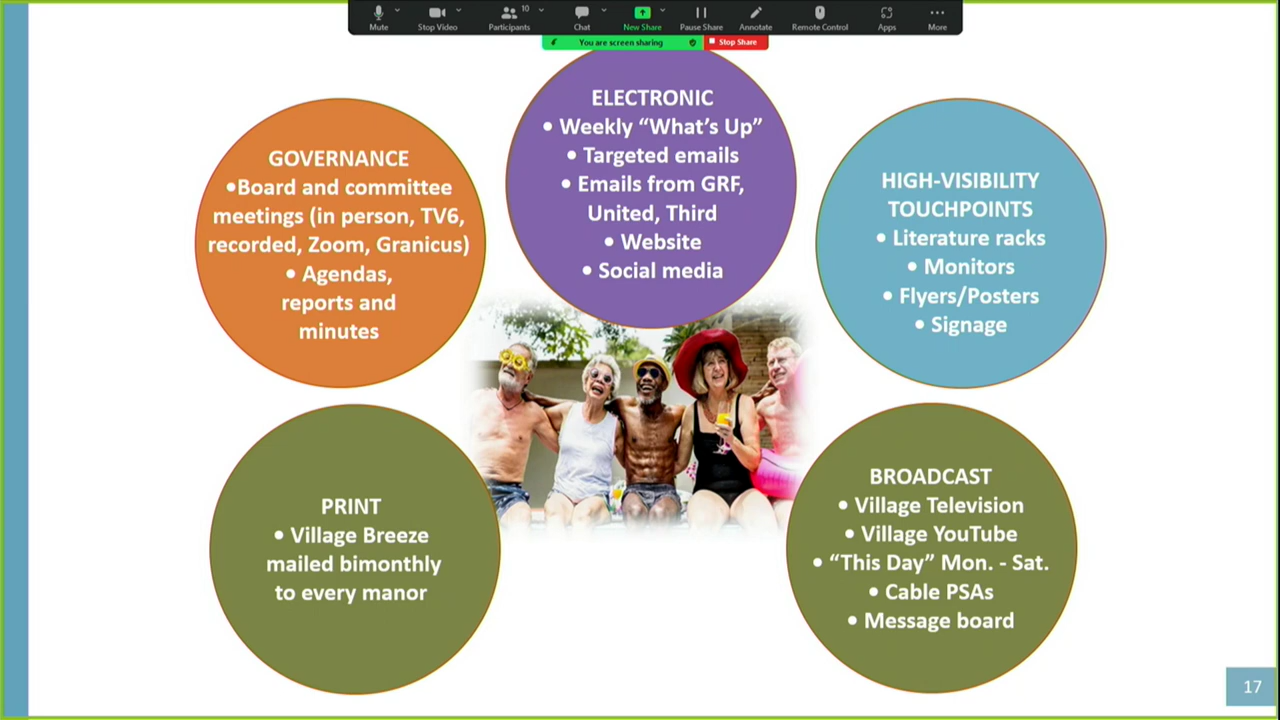 Mute
Stop Video
10
Participants
Chat
New Share
Pause Share
Annotate
Remote Control
Apps
More
You are screen sharing
Stop Share
GOVERNANCE
•Board and committee
meetings (in person, TV6,
recorded, Zoom, Granicus)
• Agendas,
reports and
minutes
ELECTRONIC
• Weekly “What’s Up”
• Targeted emails
• Emails from GRF,
United, Third
• Website
• Social media
HIGH-VISIBILITY
TOUCHPOINTS
• Literature racks
• Monitors
• Flyers/Posters
• Signage
PRINT
• Village Breeze
mailed bimonthly
to every manor
BROADCAST
• Village Television
• Village YouTube
• “This Day” Mon. - Sat.
• Cable PSAs
• Message board
17